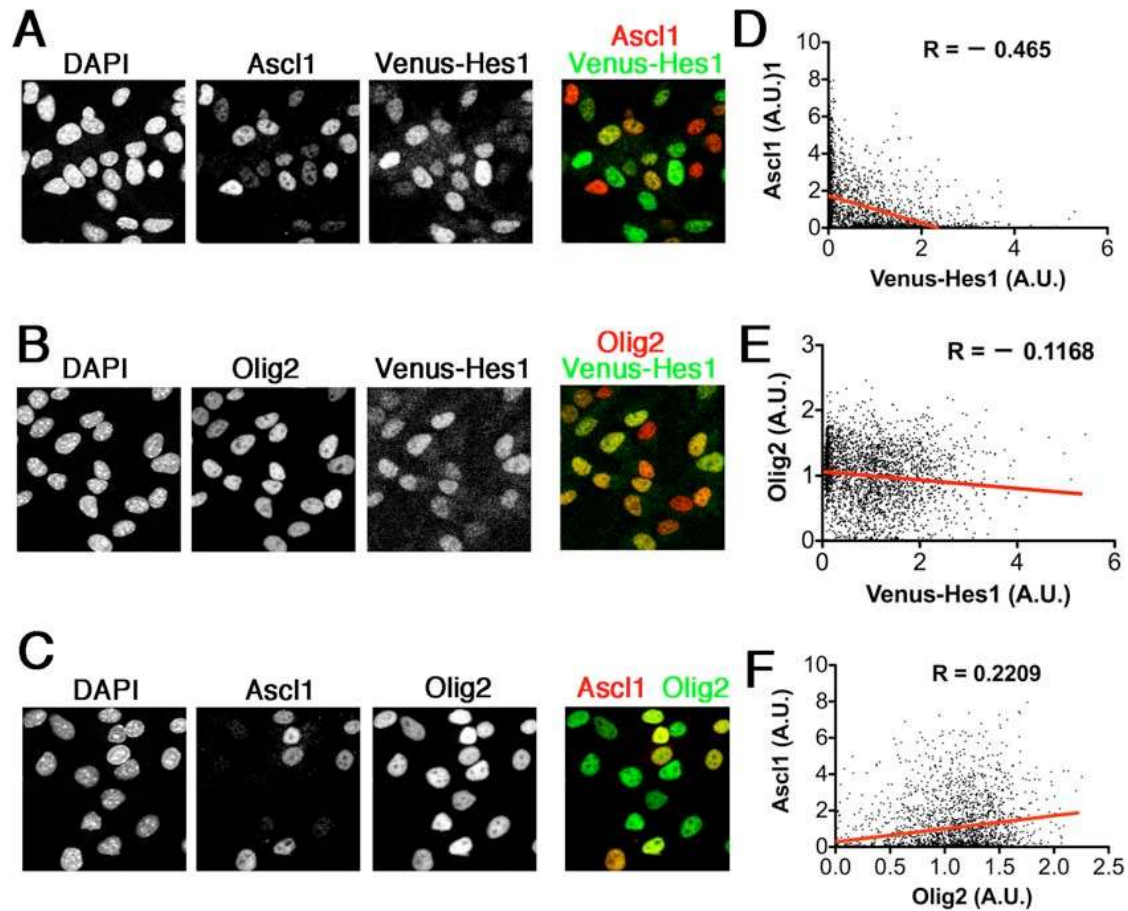 A
DAPI
Ascl1
Venus-Hes1
Ascl1
Venus-Hes1
D
R = − 0.465
Ascl1 (A.U.)1
10
8
6
4
2
0
0
2
4
6
Venus-Hes1 (A.U.)
B
DAPI
Olig2
Venus-Hes1
Olig2
Venus-Hes1
E
R = − 0.1168
Olig2 (A.U.)
3
2
1
0
0
2
4
6
Venus-Hes1 (A.U.)
C
DAPI
Ascl1
Olig2
Ascl1 Olig2
F
R = 0.2209
Ascl1 (A.U.)
10
8
6
4
2
0
0.0 0.5 1.0 1.5 2.0 2.5
Olig2 (A.U.)